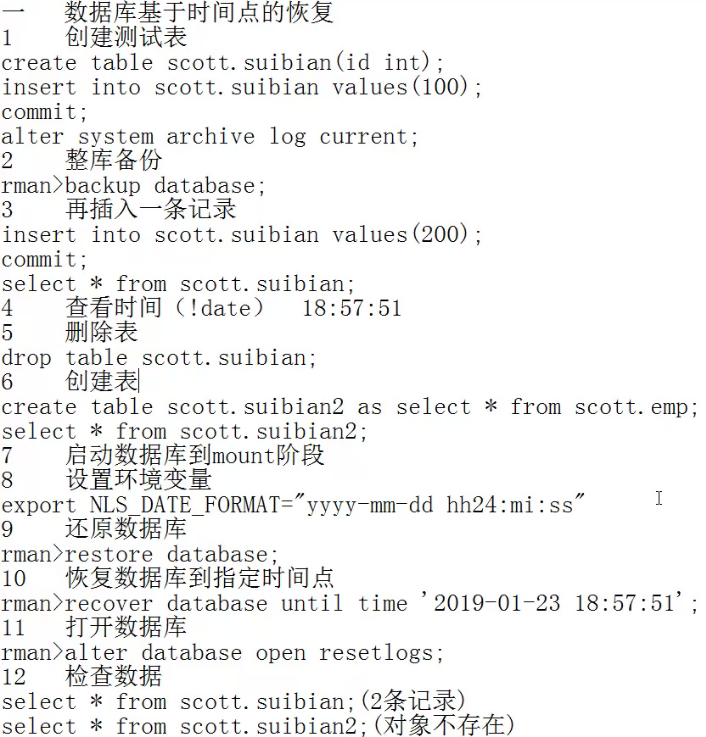 一 数据库基于时间点的恢复
1 创建测试表
create table scott.suibian(id int);
insert into scott.suibian values(100);
commit;
alter system archive log current;
2 整库备份
rman>backup database;
3 再插入一条记录
insert into scott.suibian values(200);
commit;
select * from scott.suibian;
4 查看时间（!date） 18:57:51
5 删除表
drop table scott.suibian;
6 创建表
create table scott.suibian2 as select * from scott.emp;
select * from scott.suibian2;
7 启动数据库到mount阶段
8 设置环境变量
export NLS_DATE_FORMAT="yyyy-mm-dd hh24:mi:ss"
9 还原数据库
rman>restore database;
10 恢复数据库到指定时间点
rman>recover database until time '2019-01-23 18:57:51';
11 打开数据库
rman>alter database open resetlogs;
12 检查数据
select * from scott.suibian;(2条记录)
select * from scott.suibian2;(对象不存在)